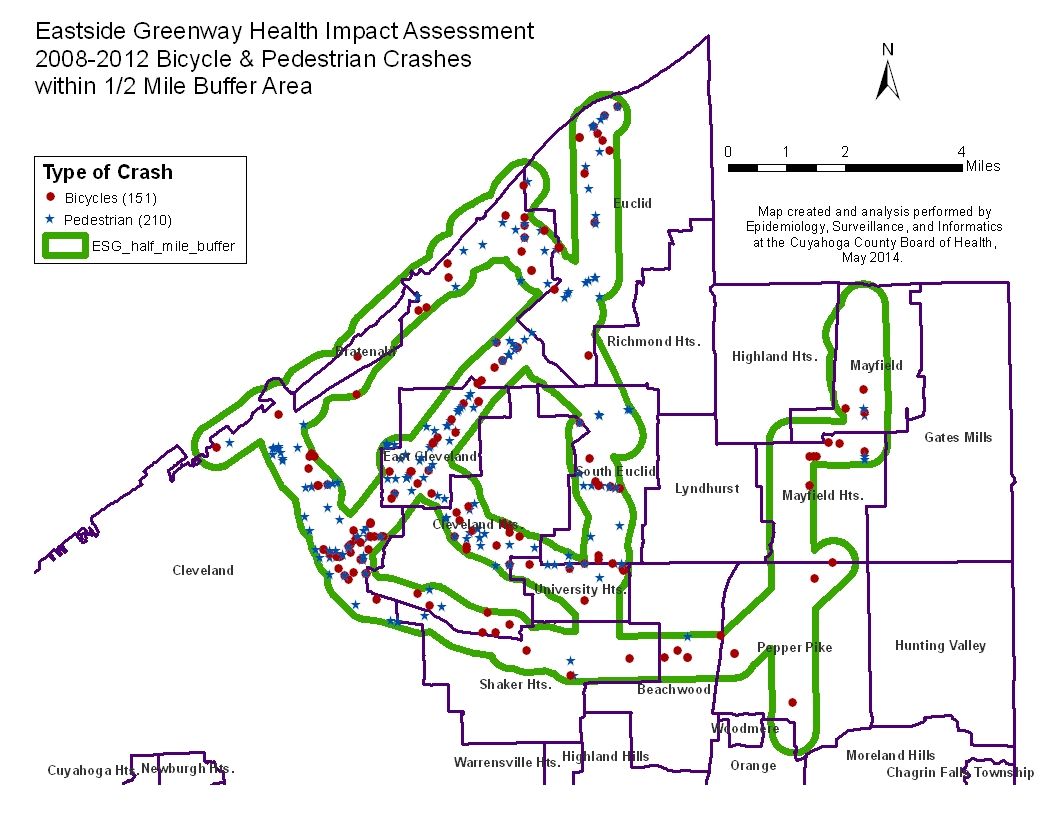 Eastside Greenway Health Impact Assessment
2008-2012 Bicycle & Pedestrian Crashes
within 1/2 Mile Buffer Area
N
0 1 2 4
Miles
Type of Crash
Bicycles (151)
Pedestrian (210)
ESG_half_mile_buffer
Map created and analysis performed by
Epidemiology, Surveillance, and Informatics
at the Cuyahoga County Board of Health,
May 2014.
Euclid
Richmond Hts.
Bratenahl
Highland Hts.
Mayfield
Gates Mills
East Cleveland
South Euclid
Lyndhurst
Mayfield Hts.
Cleveland Hts.
Cleveland
University Hts.
Pepper Pike
Hunting Valley
Shaker Hts.
Beachwood
Woodmere
Orange
Moreland Hills
Chagrin Falls Township
Warrensville Hts.
Highland Hills
Cuyahoga Hts.
Newburgh Hts.